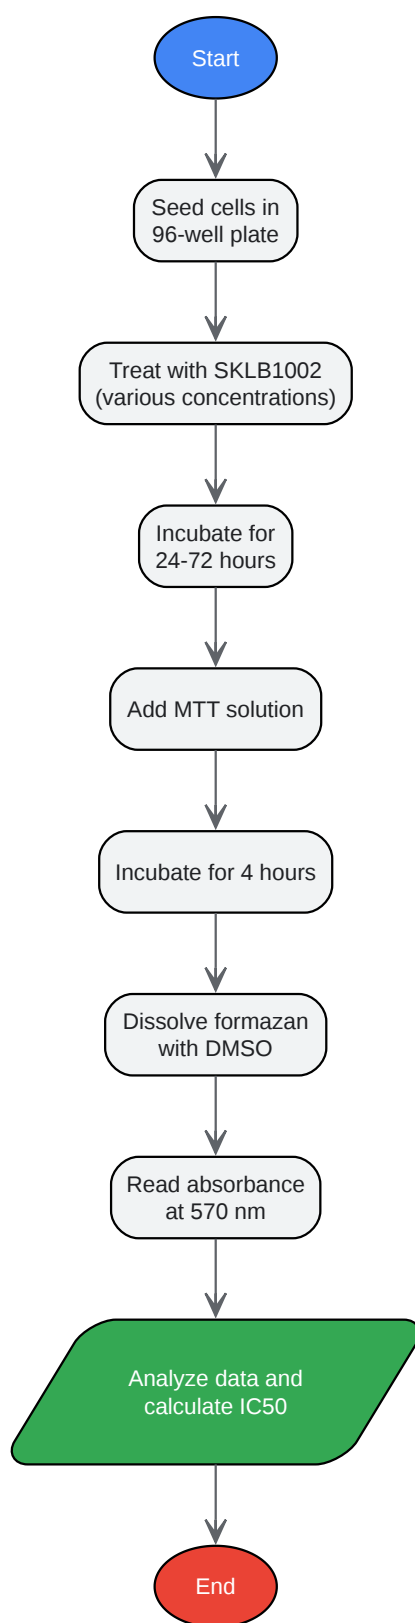 Start
Seed cells in
96-well plate
Treat with SKLB1002
(various concentrations)
Incubate for
24-72 hours
Add MTT solution
Incubate for 4 hours
Dissolve formazan
with DMSO
Read absorbance
at 570 nm
Analyze data and
calculate IC50
End